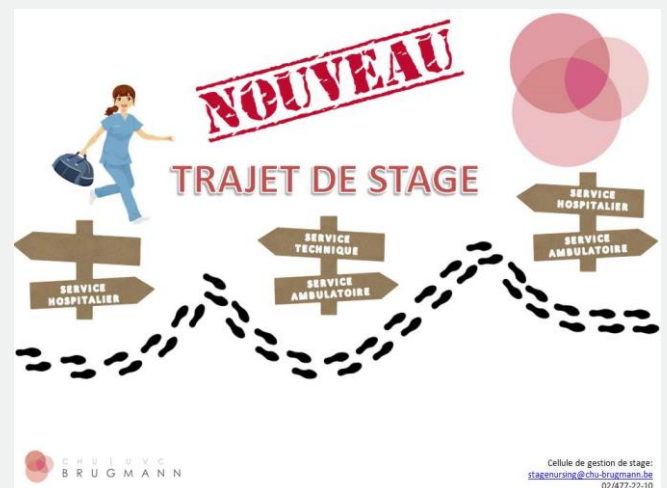 NOUVEAU
TRAJET DE STAGE
SERVICE
HOSPITALIER
SERVICE
TECHNIQUE
SERVICE
AMBULATOIRE
SERVICE
HOSPITALIER
SERVICE
AMBULATOIRE
CHU | UVC
BRUGMANN
Cellule de gestion de stage:
stagenursing@chu-brugmann.be
02/477-22-10